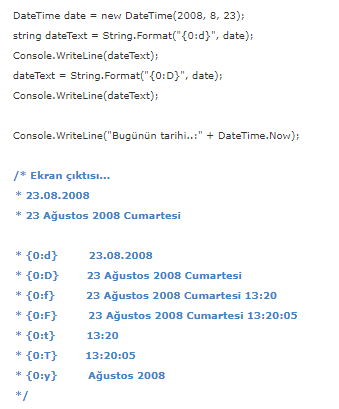 DateTime date = new DateTime(2008, 8, 23);
string dateText = String.Format("{0:d}", date);
Console.WriteLine(dateText);
dateText = String.Format("{0:D}", date);
Console.WriteLine(dateText);
Console.WriteLine("Bugünün tarihi..:" + DateTime.Now);
/* Ekran çıktısı...
* 23.08.2008
* 23 Ağustos 2008 Cumartesi
* {0:d} 23.08.2008
* {0:D} 23 Ağustos 2008 Cumartesi
* {0:f} 23 Ağustos 2008 Cumartesi 13:20
* {0:F} 23 Ağustos 2008 Cumartesi 13:20:05
* {0:t} 13:20
* {0:T} 13:20:05
* {0:y} Ağustos 2008
*/